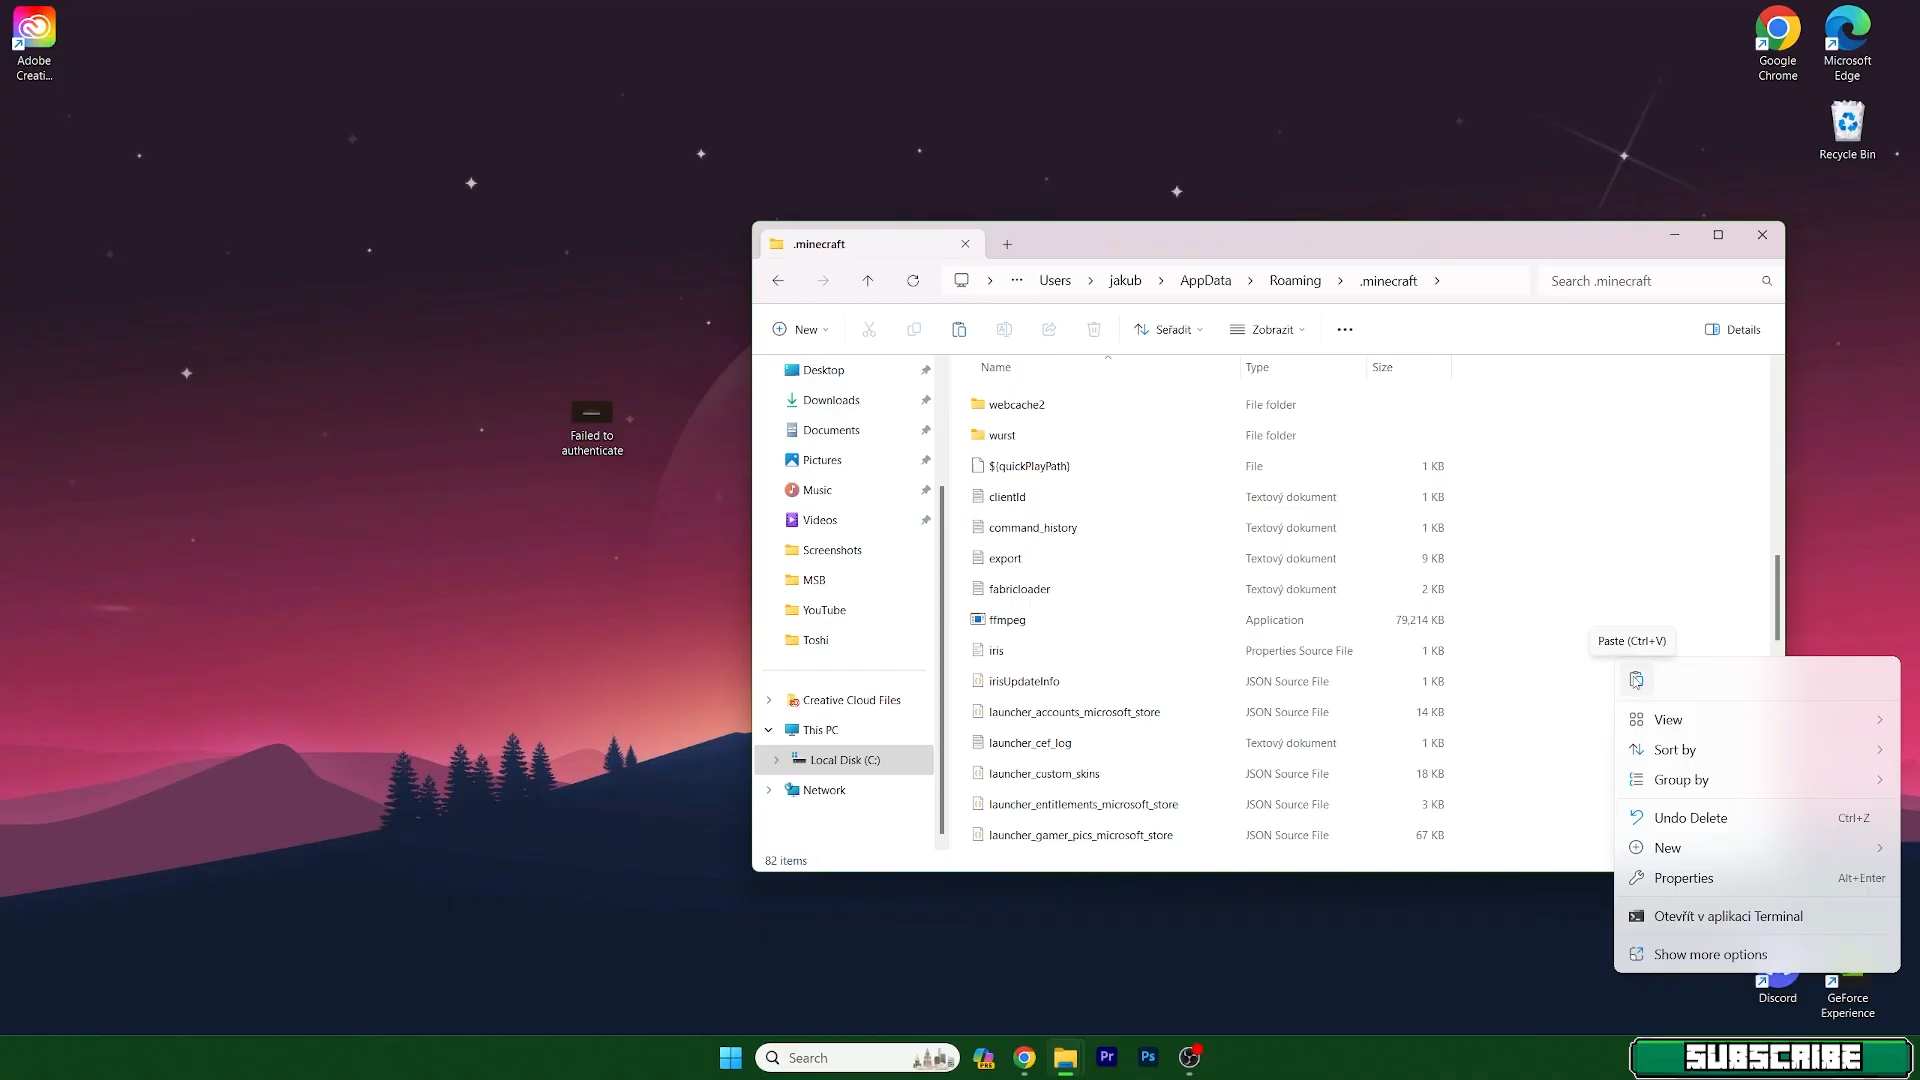 Adobe
Creati...
Google
Chrome
Microsoft
Edge
Recycle Bin
Failed to
authenticate
.minecraft
Users
jakub
AppData
Roaming
.minecraft
Search .minecraft
New
Seřadit
Zobrazit
Details
Desktop
Downloads
Documents
Pictures
Music
Videos
Screenshots
MSB
YouTube
Toshi
Creative Cloud Files
This PC
Local Disk (C:)
Network
Name Type Size
webcache2 File folder
wurst File folder
${quickPlayPath} File 1 KB
clientId Textový dokument 1 KB
command_history Textový dokument 1 KB
export Textový dokument 9 KB
fabricloader Textový dokument 2 KB
ffmpeg Application 79,214 KB
iris Properties Source File 1 KB
irisUpdateInfo JSON Source File 1 KB
launcher_accounts_microsoft_store JSON Source File 14 KB
launcher_cef_log Textový dokument 1 KB
launcher_custom_skins JSON Source File 18 KB
launcher_entitlements_microsoft_store JSON Source File 3 KB
launcher_gamer_pics_microsoft_store JSON Source File 67 KB
82 items
Paste (Ctrl+V)
View
Sort by
Group by
Undo Delete Ctrl+Z
New
Properties Alt+Enter
Otevřít v aplikaci Terminal
Show more options
Discord
GeForce
Experience
Search
PRE
Pr
Ps
SUBSCRIBE